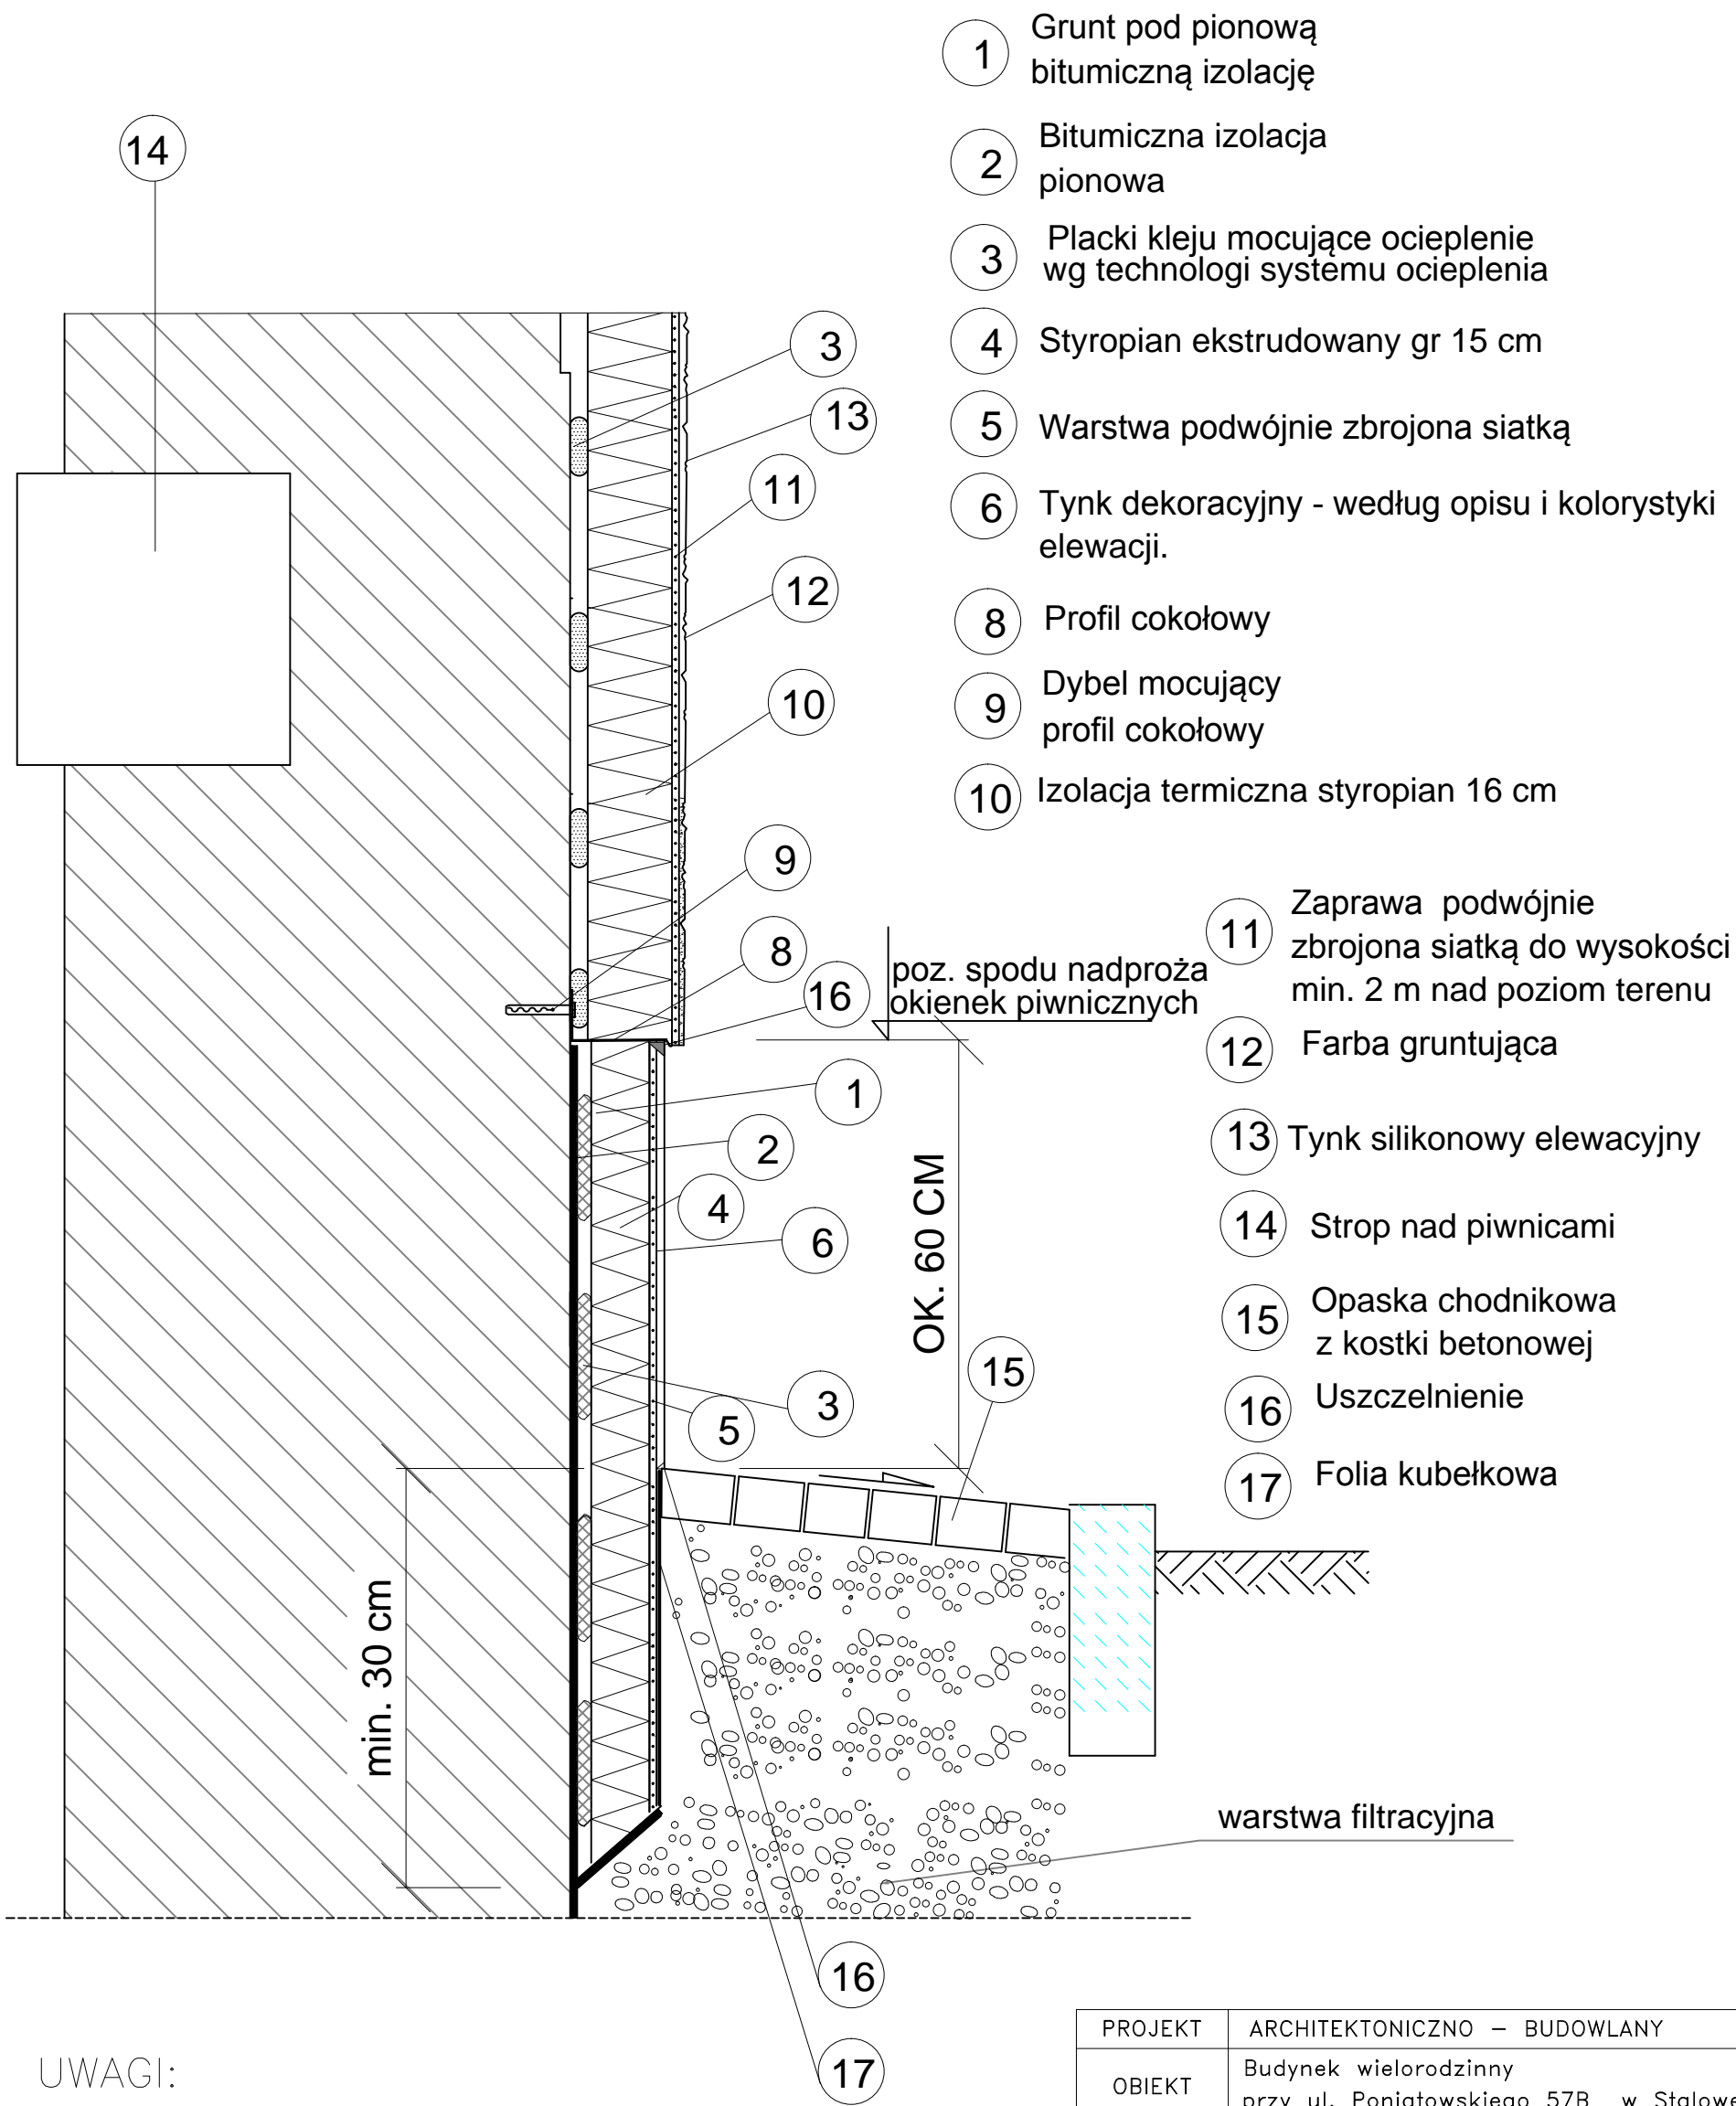 1 Grunt pod pionową
bitumiczną izolację
2 Bitumiczna izolacja
pionowa
3 Placki kleju mocujące ocieplenie
wg technologi systemu ocieplenia
4 Styropian ekstrudowany gr 15 cm
5 Warstwa podwójnie zbrojona siatką
6 Tynk dekoracyjny - według opisu i kolorystyki
elewacji.
8 Profil cokołowy
9 Dybel mocujący
profil cokołowy
10 Izolacja termiczna styropian 16 cm
11 Zaprawa podwójnie
zbrojona siatką do wysokości
min. 2 m nad poziom terenu
12 Farba gruntująca
13 Tynk silikonowy elewacyjny
14 Strop nad piwnicami
15 Opaska chodnikowa
z kostki betonowej
16 Uszczelnienie
17 Folia kubełkowa
14
3
13
11
12
10
9
8
16
poz. spodu nadproża
okienek piwnicznych
1
2
4
6
OK. 60 CM
3
5
15
min. 30 cm
warstwa filtracyjna
16
17
UWAGI:
PROJEKT ARCHITEKTONICZNO – BUDOWLANY
OBIEKT Budynek wielorodzinny
przy ul. Poniatowskiego 57B w Stalowe